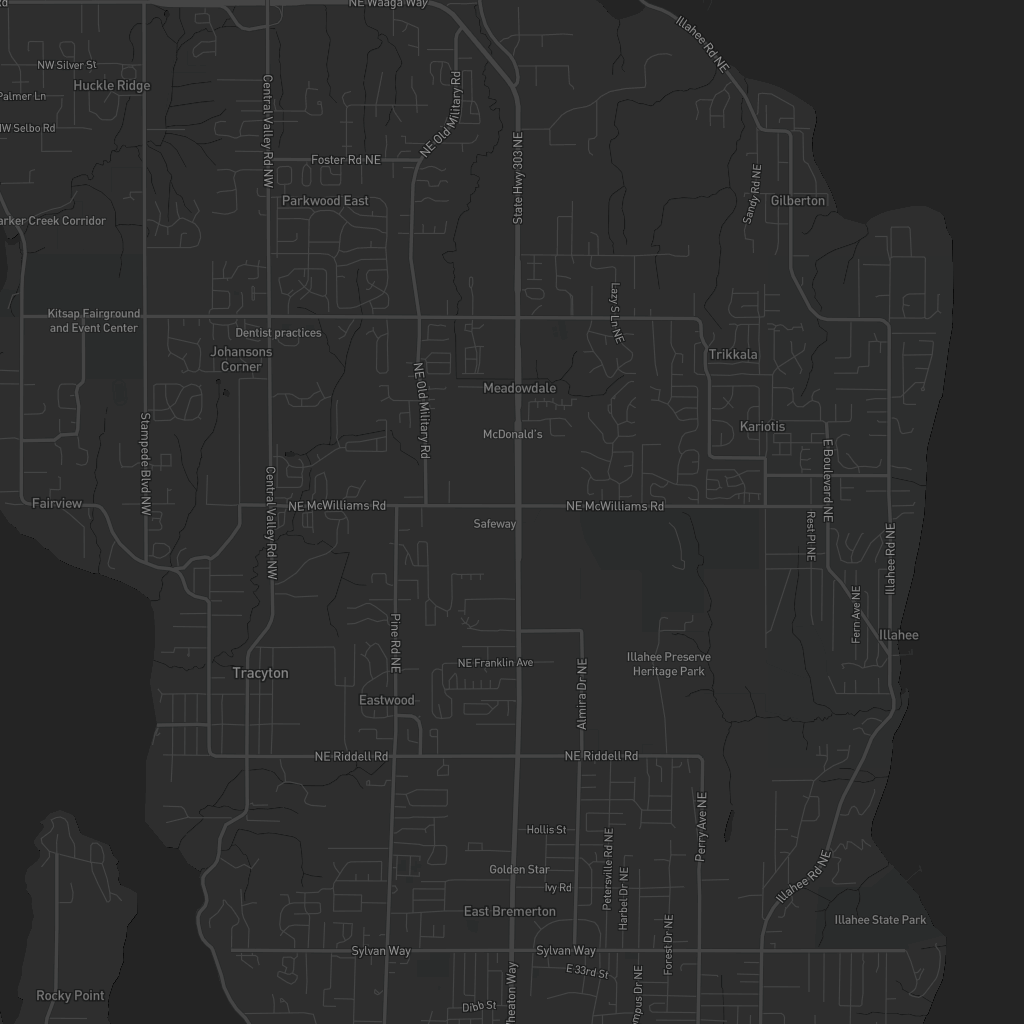 NE Waaga Way
Illahee Rd NE
NW Silver St
Huckle Ridge
Palmer Ln
NW Selbo Rd
Central Valley Rd NW
NE Old Military Rd
State Hwy 303 NE
Foster Rd NE
Parkwood East
Sandy Rd NE
Gilberton
arker Creek Corridor
Kitsap Fairground
and Event Center
Dentist practices
Lazy S Ln NE
Johansons
Corner
Trikkala
NE Old Military Rd
Meadowdale
Stampede Blvd NW
McDonald's
Kariotis
E Boulevard NE
Central Valley Rd NW
Fairview
NE McWilliams Rd
NE McWilliams Rd
Safeway
Rest Pl NE
Illahee Rd NE
Fern Ave NE
Pine Rd NE
Illahee
NE Franklin Ave
Illahee Preserve
Heritage Park
Tracyton
Almira Dr NE
Eastwood
NE Riddell Rd
NE Riddell Rd
Perry Ave NE
Hollis St
Petersville Rd NE
Golden Star
Ivy Rd
Harbel Dr NE
Illahee Rd NE
East Bremerton
Forest Dr NE
Illahee State Park
Sylvan Way
Sylvan Way
E 33rd St
Rocky Point
Dibb St
Wheaton Way
mpus Dr NE